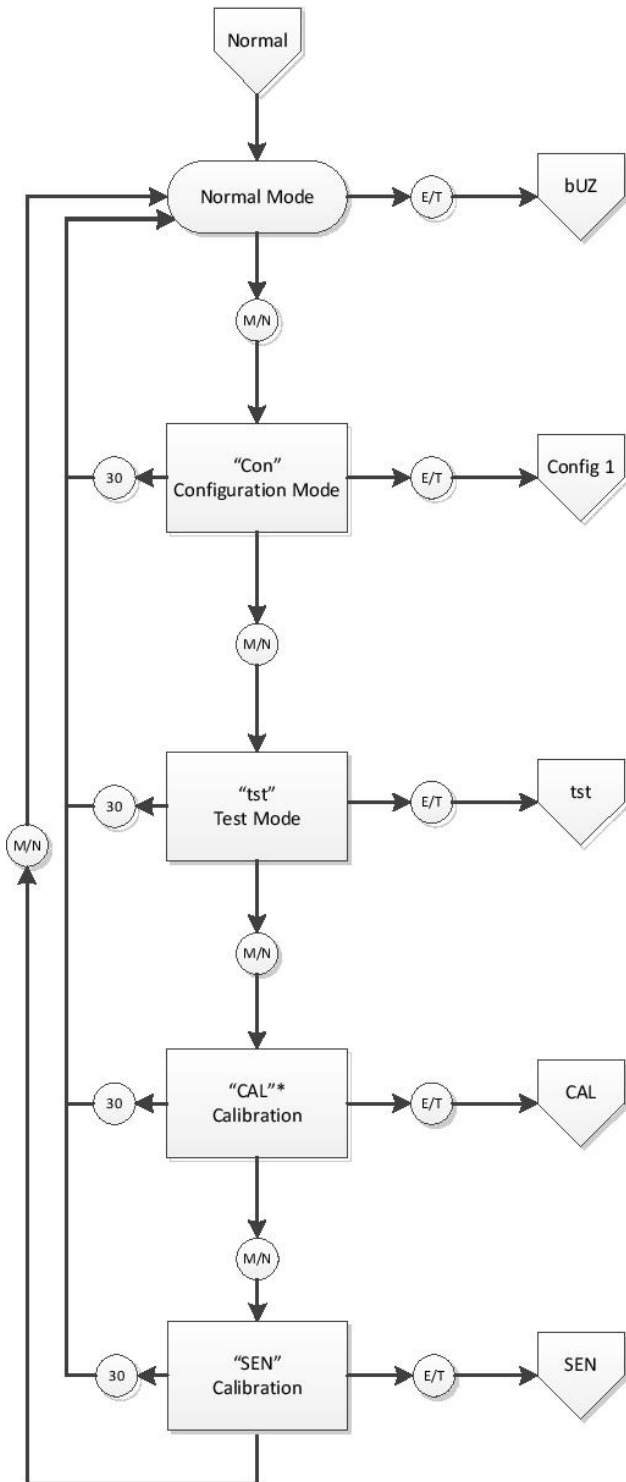 Normal
Normal Mode
E/T
bUZ
M/N
“Con”
Configuration Mode
30
E/T
Config 1
M/N
“tst”
Test Mode
30
E/T
tst
M/N
M/N
“CAL”*
Calibration
30
E/T
CAL
M/N
“SEN”
Calibration
30
E/T
SEN